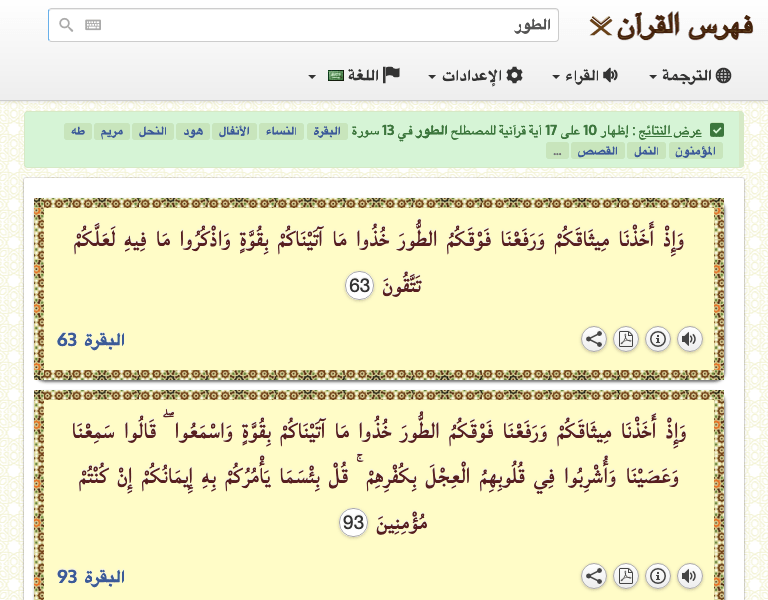 فهرس القرآن
الطور
الترجمة القراء الإعدادات اللغة
عرض النتائج : إظهار 10 على 17 آية قرآنية للمصطلح الطور في 13 سورة البقرة النساء الأنفال هود النحل مريم طه
المؤمنون النمل القصص ...
وَإِذْ أَخَذْنَا مِيثَاقَكُمْ وَرَفَعْنَا فَوْقَكُمُ الطُّورَ خُذُوا مَا آتَيْنَاكُمْ بِقُوَّةٍ وَاذْكُرُوا مَا فِيهِ لَعَلَّكُمْ
تَتَّقُونَ 63
البقرة 63
وَإِذْ أَخَذْنَا مِيثَاقَكُمْ وَرَفَعْنَا فَوْقَكُمُ الطُّورَ خُذُوا مَا آتَيْنَاكُمْ بِقُوَّةٍ وَاسْمَعُوا ۖ قَالُوا سَمِعْنَا
وَعَصَيْنَا وَأُشْرِبُوا فِي قُلُوبِهِمُ الْعِجْلَ بِكُفْرِهِمْ ۚ قُلْ بِئْسَمَا يَأْمُرُكُمْ بِهِ إِيمَانُكُمْ إِنْ كُنْتُمْ
مُؤْمِنِينَ 93
البقرة 93